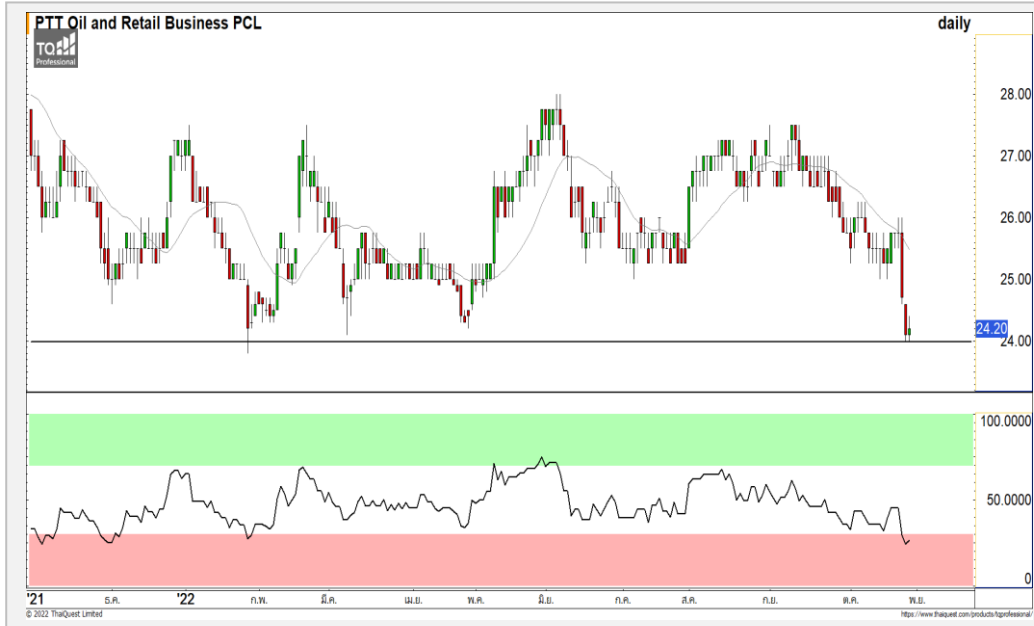 PTT Oil and Retail Business PCL daily
TQ
Professional
28.00
27.00
26.00
25.00
24.20
24.00
100.0000
50.0000
0
'21 ธ.ค. '22 ก.พ. มี.ค. เม.ย. พ.ค. มิ.ย. ก.ค. ส.ค. ก.ย. ต.ค. พ.ย.
© 2022 ThaiQuest Limited https://www.thaiquest.com/products/tqprofessional/